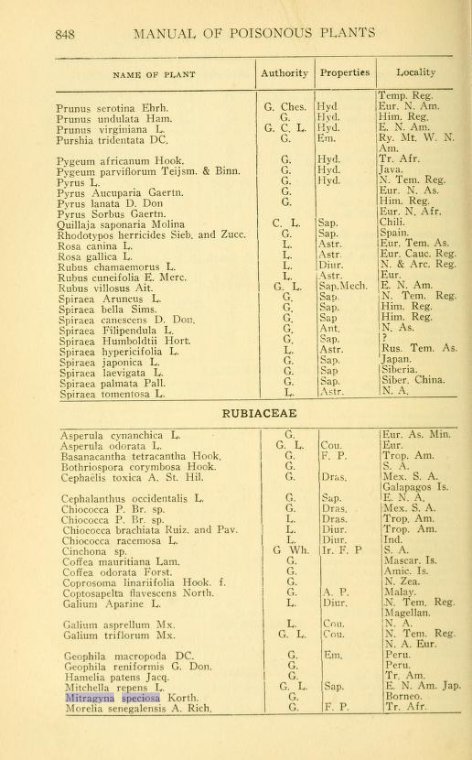 848 MANUAL OF POISONOUS PLANTS
NAME OF PLANT Authority Properties Locality
Temp. Reg.
Prunus serotina Ehrh. G. Ches. Hyd. Eur. N. Am.
Prunus undulata Ham. G. Hyd. Him. Reg.
Prunus virginiana L. G. C. L. Hyd. E. N. Am.
Purshia tridentata DC. G. Em. Ry. Mt. W. N.
Am.
Pygeum africanum Hook. G. Hyd. Tr. Afr.
Pygeum parviflorum Teijsm. & Binn. G. Hyd. Java.
Pyrus L. G. Hyd. N. Tem. Reg.
Pyrus Aucuparia Gaertn. G. Eur. N. As.
Pyrus lanata D. Don G. Him. Reg.
Pyrus Sorbus Gaertn. Eur. N. Afr.
Quillaja saponaria Molina C. L. Sap. Chili.
Rhodotypos herricides Sieb. and Zucc. G. Sap. Spain.
Rosa canina L. L. Astr. Eur. Tem. As.
Rosa gallica L. L. Astr Eur. Cauc. Reg.
Rubus chamaemorus L. L. Diur. N. & Arc. Reg.
Rubus cuneifolia E. Merc. L. Astr. Eur.
Rubus villosus Ait. G. L. Sap.Mech. E. N. Am.
Spiraea Aruncus L. G. Sap. N. Tem. Reg.
Spiraea bella Sims. G. Sap Him. Reg.
Spiraea canescens D. Don. G. Sap Him. Reg.
Spiraea Filipendula L. G. Ant. N. As.
Spiraea Humboldtii Hort. G. Sap. ?
Spiraea hypericifolia L. L. Astr. Rus. Tem. As.
Spiraea japonica L. G. Sap. Japan.
Spiraea laevigata L. G. Sap Siberia.
Spiraea palmata Pall. G. Sap. Siber. China.
Spiraea tomentosa L. L. Astr. N. A.
RUBIACEAE
Asperula cynanchica L. G. Eur. As. Min.
Asperula odorata L. G. L. Cou. Eur.
Basanacantha tetracantha Hook. G. F. P. Trop. Am.
Bothriospora corymbosa Hook. G. S. A.
Cephaëlis toxica A. St. Hil. G. Dras. Mex. S. A.
Galapagos Is.
Cephalanthus occidentalis L. G. Sap. E. N. A.
Chiococca P. Br. sp. G. Dras. Mex. S. A.
Chiococca P. Br. sp. L. Dras. Trop. Am.
Chiococca brachiata Ruiz. and Pav. L. Diur. Trop. Am.
Chiococca racemosa L. L. Diur. Ind.
Cinchona sp. G Wh. Ir. F. P S. A.
Coffea mauritiana Lam. G. Mascar. Is.
Coffea odorata Forst. G. Amic. Is.
Coprosoma linariifolia Hook. f. G. N. Zea.
Coptosapelta flavescens North. G. A. P. Malay.
Galium Aparine L. L. Diur. N. Tem. Reg.
Magellan.
Galium asprellum Mx. L. Cou. N. A.
Galium triflorum Mx. G. L. Cou. N. Tem. Reg.
N. A. Eur.
Geophila macropoda DC. G. Em. Peru.
Geophila reniformis G. Don. G. Peru.
Hamelia patens Jacq. G. Tr. Am.
Mitchella repens L. G. L. Sap. E. N. Am. Jap.
Mitragyna speciosa Korth. G. Borneo.
Morelia senegalensis A. Rich. G. F. P. Tr. Afr.